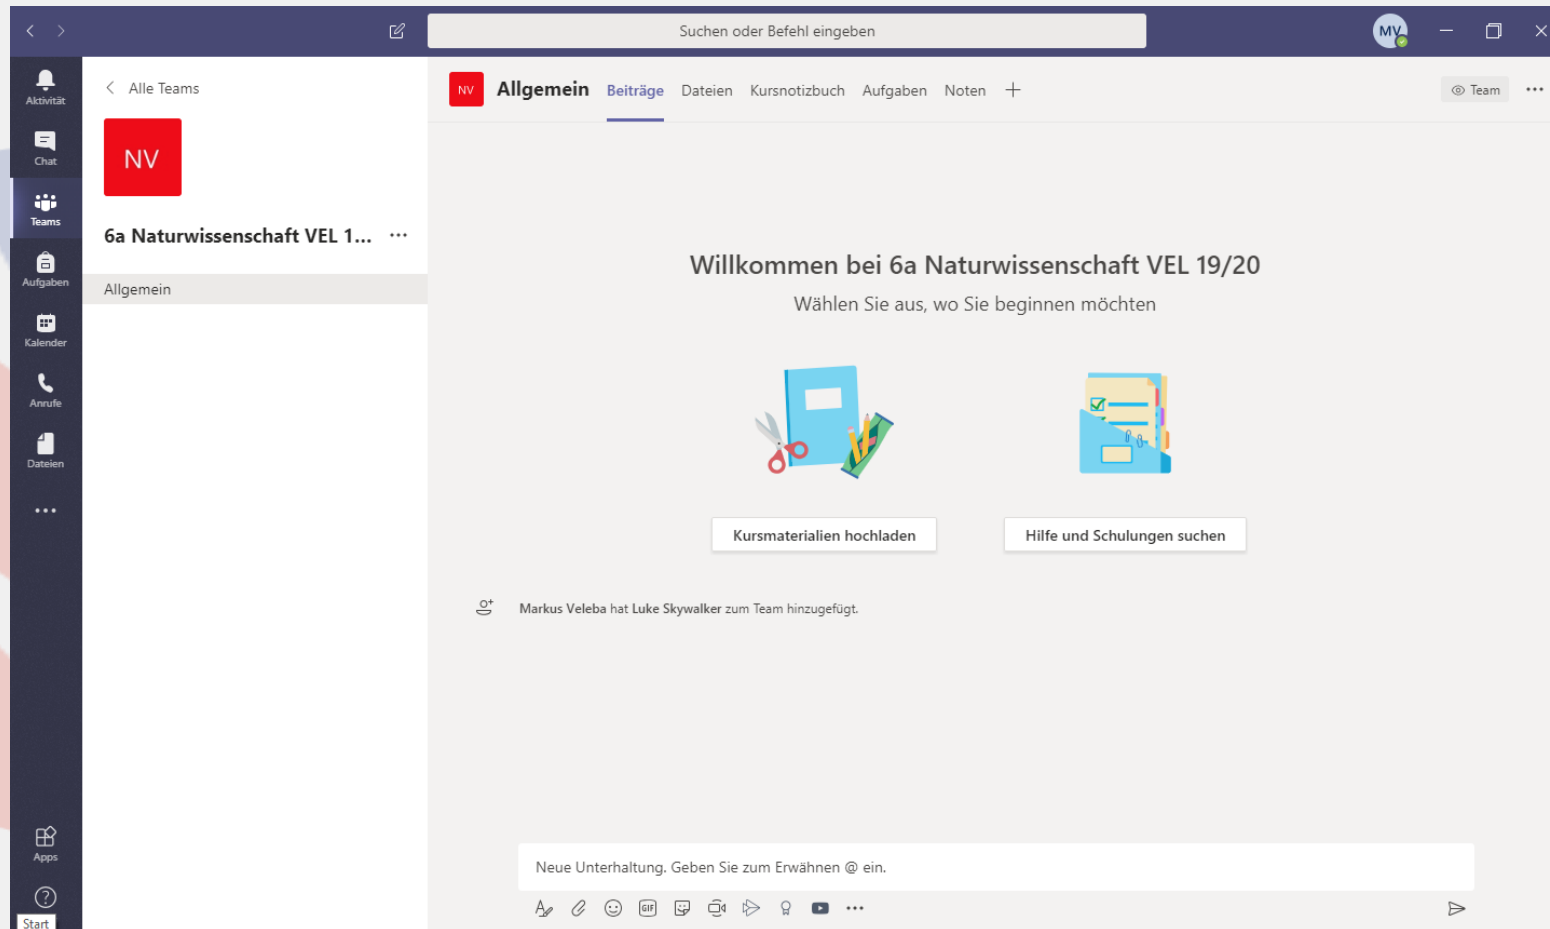 Suchen oder Befehl eingeben
MV
Aktivität
Chat
Teams
Aufgaben
Kalender
Anrufe
Dateien
Apps
Start
Alle Teams
NV
6a Naturwissenschaft VEL 1...
Allgemein
NV Allgemein Beiträge Dateien Kursnotizbuch Aufgaben Noten
Team
Willkommen bei 6a Naturwissenschaft VEL 19/20
Wählen Sie aus, wo Sie beginnen möchten
Kursmaterialien hochladen
Hilfe und Schulungen suchen
Markus Veleba hat Luke Skywalker zum Team hinzugefügt.
Neue Unterhaltung. Geben Sie zum Erwähnen @ ein.
GIF